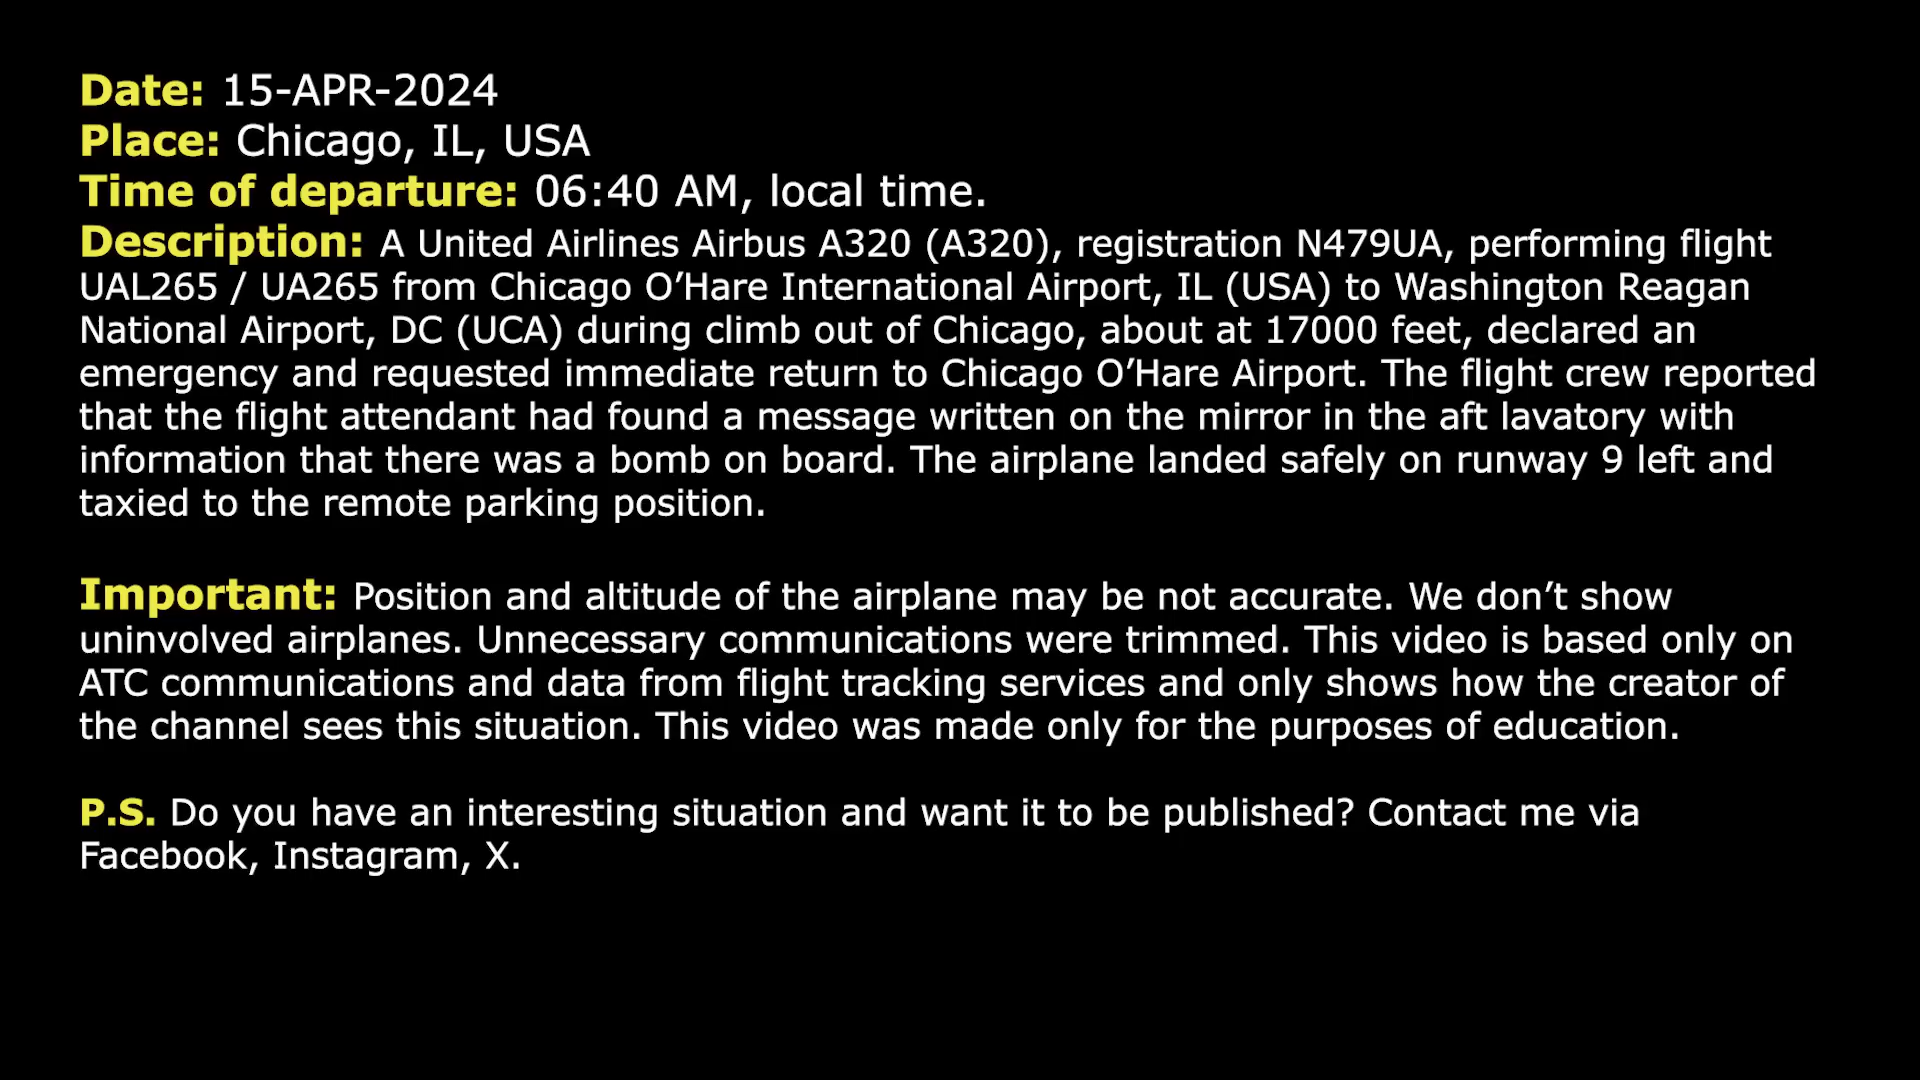 Date: 15-APR-2024
Place: Chicago, IL, USA
Time of departure: 06:40 AM, local time.
Description: A United Airlines Airbus A320 (A320), registration N479UA, performing flight
UAL265 / UA265 from Chicago O’Hare International Airport, IL (USA) to Washington Reagan
National Airport, DC (UCA) during climb out of Chicago, about at 17000 feet, declared an
emergency and requested immediate return to Chicago O’Hare Airport. The flight crew reported
that the flight attendant had found a message written on the mirror in the aft lavatory with
information that there was a bomb on board. The airplane landed safely on runway 9 left and
taxied to the remote parking position.
Important: Position and altitude of the airplane may be not accurate. We don’t show
uninvolved airplanes. Unnecessary communications were trimmed. This video is based only on
ATC communications and data from flight tracking services and only shows how the creator of
the channel sees this situation. This video was made only for the purposes of education.
P.S. Do you have an interesting situation and want it to be published? Contact me via
Facebook, Instagram, X.